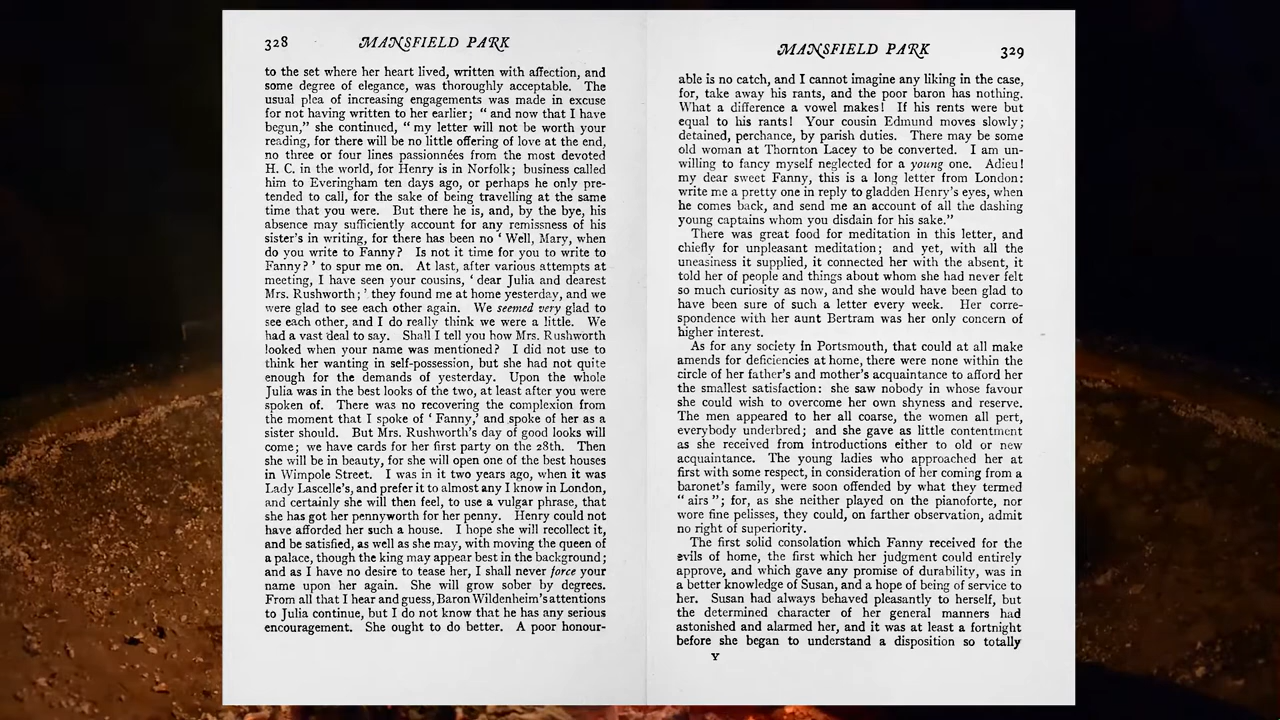 328 MANSFIELD PARK
to the set where her heart lived, written with affection, and
some degree of elegance, was thoroughly acceptable. The
usual plea of increasing engagements was made in excuse
for not having written to her earlier; “ and now that I have
begun,” she continued, “ my letter will not be worth your
reading, for there will be no little offering of love at the end,
no three or four lines passionnées from the most devoted
H. C. in the world, for Henry is in Norfolk; business called
him to Everingham ten days ago, or perhaps he only pre-
tended to call, for the sake of being travelling at the same
time that you were. But there he is, and, by the bye, his
absence may sufficiently account for any remissness of his
sister's in writing, for there has been no ‘ Well, Mary, when
do you write to Fanny? Is not it time for you to write to
Fanny? ’ to spur me on. At last, after various attempts at
meeting, I have seen your cousins, ‘ dear Julia and dearest
Mrs. Rushworth; ’ they found me at home yesterday, and we
were glad to see each other again. We seemed very glad to
see each other, and I do really think we were a little. We
had a vast deal to say. Shall I tell you how Mrs. Rushworth
looked when your name was mentioned? I did not use to
think her wanting in self-possession, but she had not quite
enough for the demands of yesterday. Upon the whole
Julia was in the best looks of the two, at least after you were
spoken of. There was no recovering the complexion from
the moment that I spoke of ‘ Fanny,’ and spoke of her as a
sister should. But Mrs. Rushworth's day of good looks will
come; we have cards for her first party on the 28th. Then
she will be in beauty, for she will open one of the best houses
in Wimpole Street. I was in it two years ago, when it was
Lady Lascelle's, and prefer it to almost any I know in London,
and certainly she will then feel, to use a vulgar phrase, that
she has got her pennyworth for her penny. Henry could not
have afforded her such a house. I hope she will recollect it,
and be satisfied, as well as she may, with moving the queen of
a palace, though the king may appear best in the background;
and as I have no desire to tease her, I shall never force your
name upon her again. She will grow sober by degrees.
From all that I hear and guess, Baron Wildenheim's attentions
to Julia continue, but I do not know that he has any serious
encouragement. She ought to do better. A poor honour-
MANSFIELD PARK 329
able is no catch, and I cannot imagine any liking in the case,
for, take away his rants, and the poor baron has nothing.
What a difference a vowel makes! If his rents were but
equal to his rants! Your cousin Edmund moves slowly;
detained, perchance, by parish duties. There may be some
old woman at Thornton Lacey to be converted. I am un-
willing to fancy myself neglected for a young one. Adieu!
my dear sweet Fanny, this is a long letter from London:
write me a pretty one in reply to gladden Henry's eyes, when
he comes back, and send me an account of all the dashing
young captains whom you disdain for his sake.”
There was great food for meditation in this letter, and
chiefly for unpleasant meditation; and yet, with all the
uneasiness it supplied, it connected her with the absent, it
told her of people and things about whom she had never felt
so much curiosity as now, and she would have been glad to
have been sure of such a letter every week. Her corre-
spondence with her aunt Bertram was her only concern of
higher interest.
As for any society in Portsmouth, that could at all make
amends for deficiencies at home, there were none within the
circle of her father's and mother's acquaintance to afford her
the smallest satisfaction: she saw nobody in whose favour
she could wish to overcome her own shyness and reserve.
The men appeared to her all coarse, the women all pert,
everybody underbred; and she gave as little contentment
as she received from introductions either to old or new
acquaintance. The young ladies who approached her at
first with some respect, in consideration of her coming from a
baronet's family, were soon offended by what they termed
“ airs ”; for, as she neither played on the pianoforte, nor
wore fine pelisses, they could, on farther observation, admit
no right of superiority.
The first solid consolation which Fanny received for the
evils of home, the first which her judgment could entirely
approve, and which gave any promise of durability, was in
a better knowledge of Susan, and a hope of being of service to
her. Susan had always behaved pleasantly to herself, but
the determined character of her general manners had
astonished and alarmed her, and it was at least a fortnight
before she began to understand a disposition so totally
Y